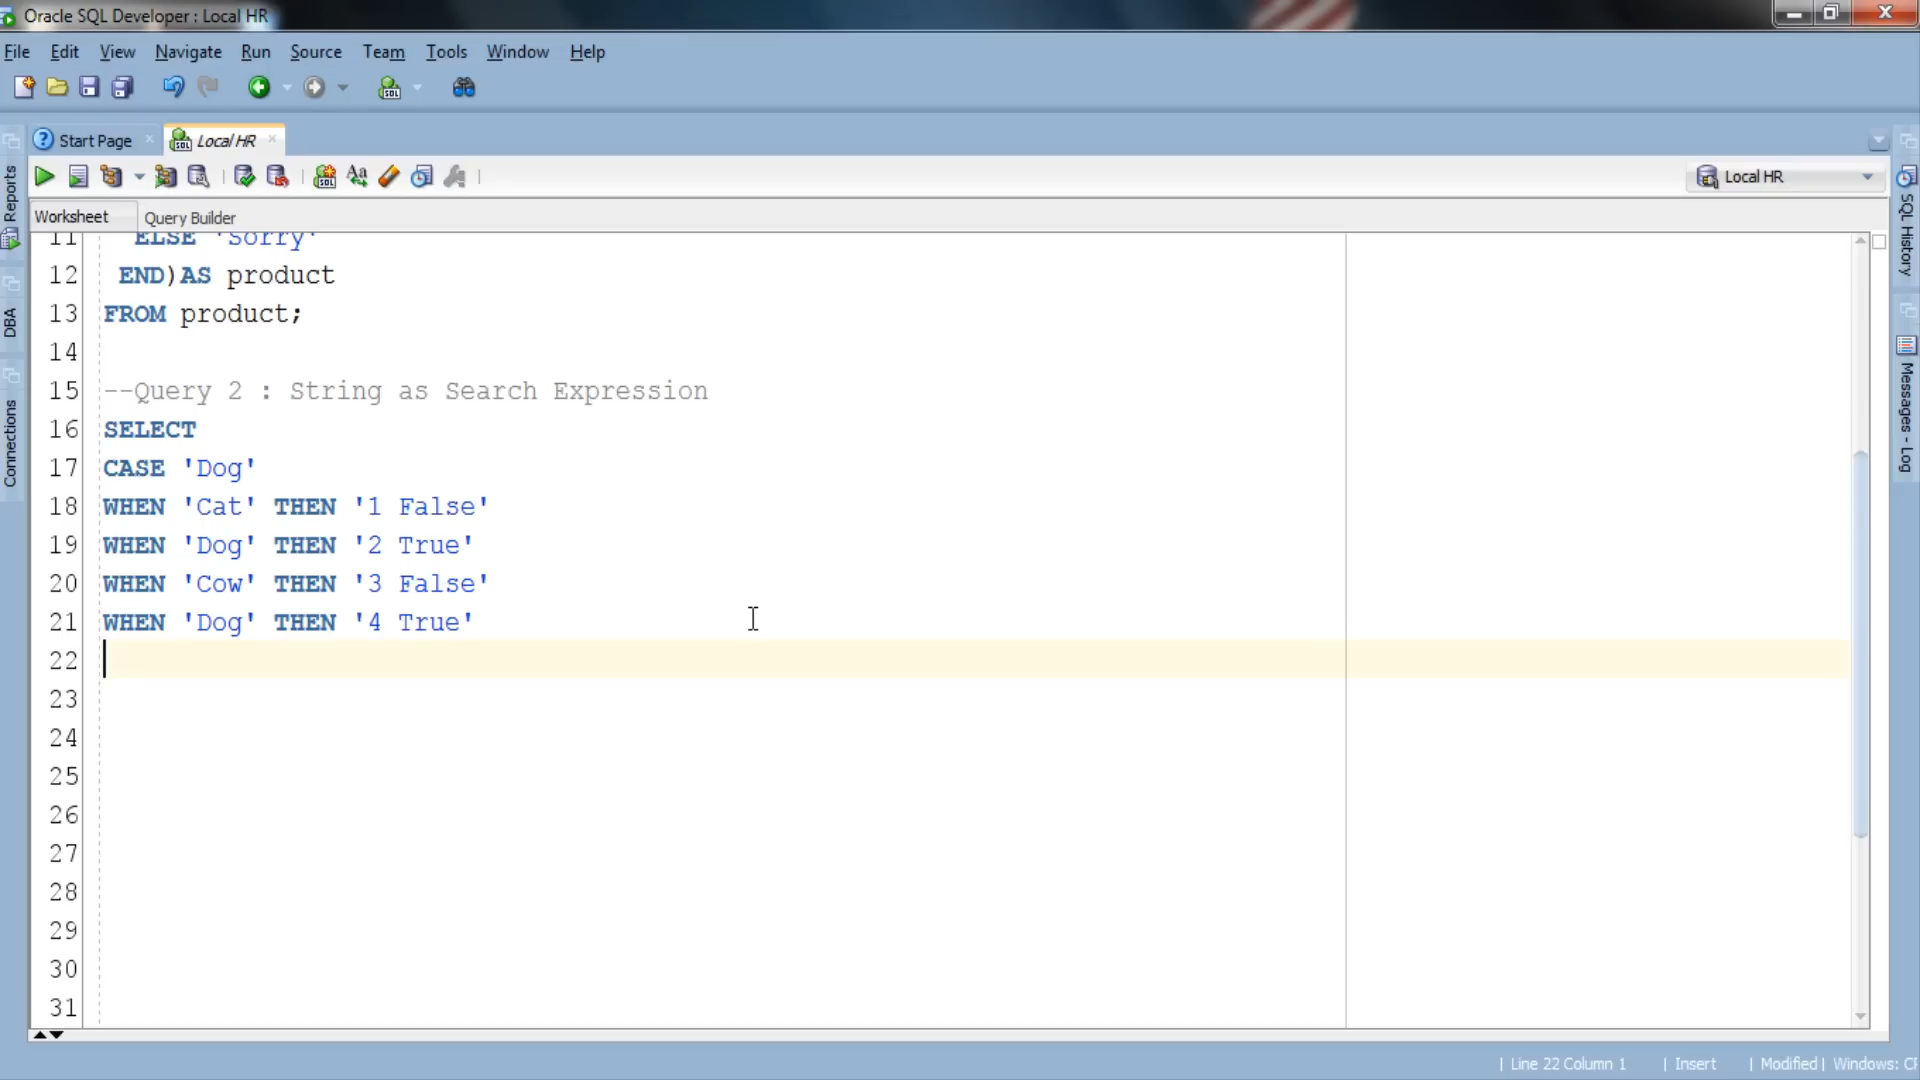 Oracle SQL Developer : Local HR
File Edit View Navigate Run Source Team Tools Window Help
Start Page Local HR
Local HR
Worksheet Query Builder
Reports
DBA
Connections
SQL History
Messages - Log
11 ELSE 'Sorry'
12 END)AS product
13 FROM product;
14
15 --Query 2 : String as Search Expression
16 SELECT
17 CASE 'Dog'
18 WHEN 'Cat' THEN '1 False'
19 WHEN 'Dog' THEN '2 True'
20 WHEN 'Cow' THEN '3 False'
21 WHEN 'Dog' THEN '4 True'
22
23
24
25
26
27
28
29
30
31
| Line 22 Column 1 | Insert | Modified | Windows: